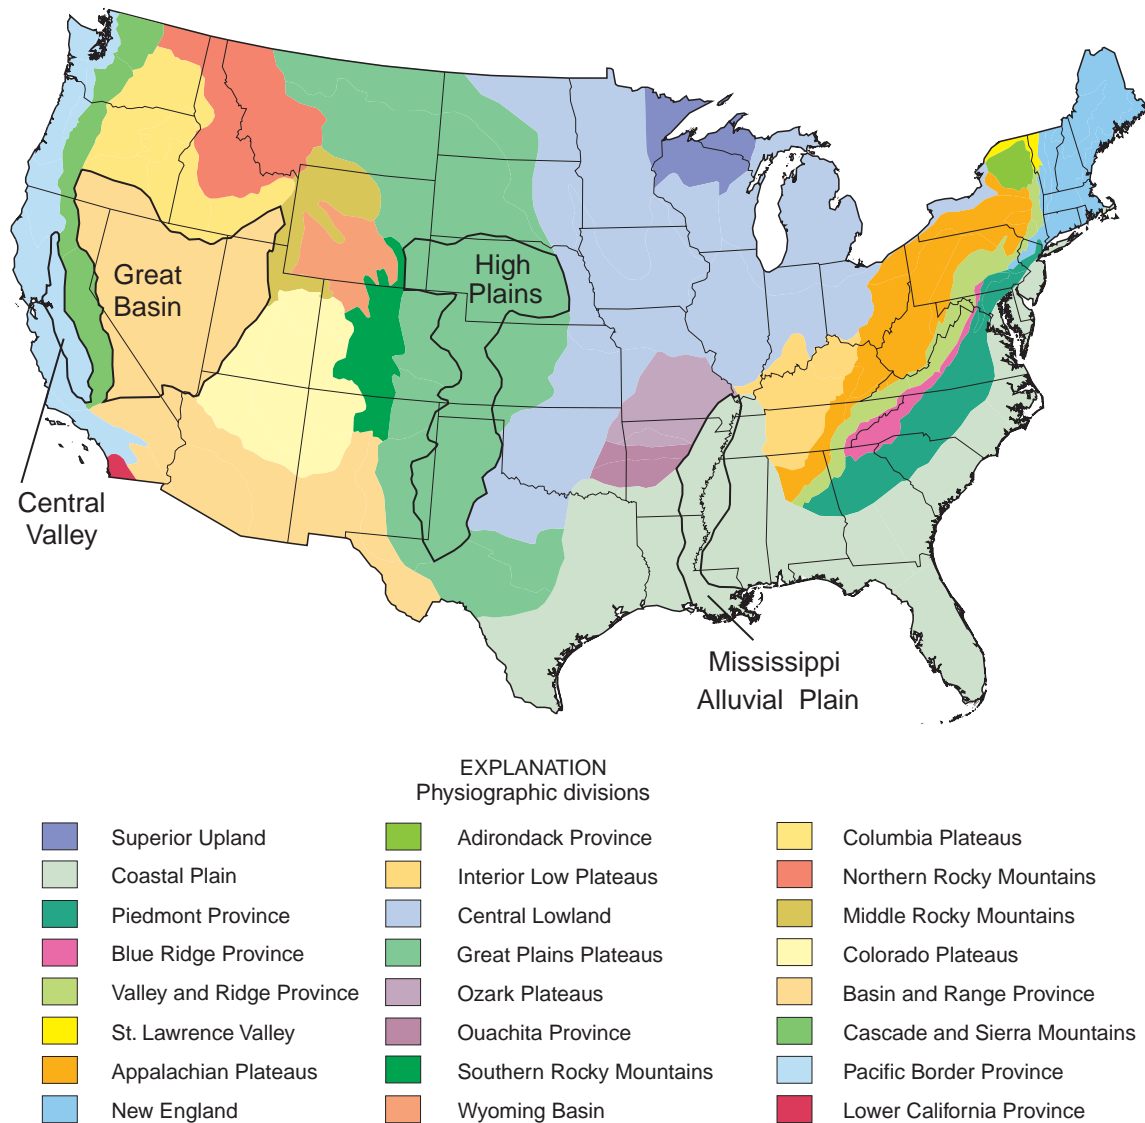 Great
Basin
High
Plains
Central
Valley
Mississippi
Alluvial Plain
EXPLANATION
Physiographic divisions
Superior Upland
Coastal Plain
Piedmont Province
Blue Ridge Province
Valley and Ridge Province
St. Lawrence Valley
Appalachian Plateaus
New England
Adirondack Province
Interior Low Plateaus
Central Lowland
Great Plains Plateaus
Ozark Plateaus
Ouachita Province
Southern Rocky Mountains
Wyoming Basin
Columbia Plateaus
Northern Rocky Mountains
Middle Rocky Mountains
Colorado Plateaus
Basin and Range Province
Cascade and Sierra Mountains
Pacific Border Province
Lower California Province